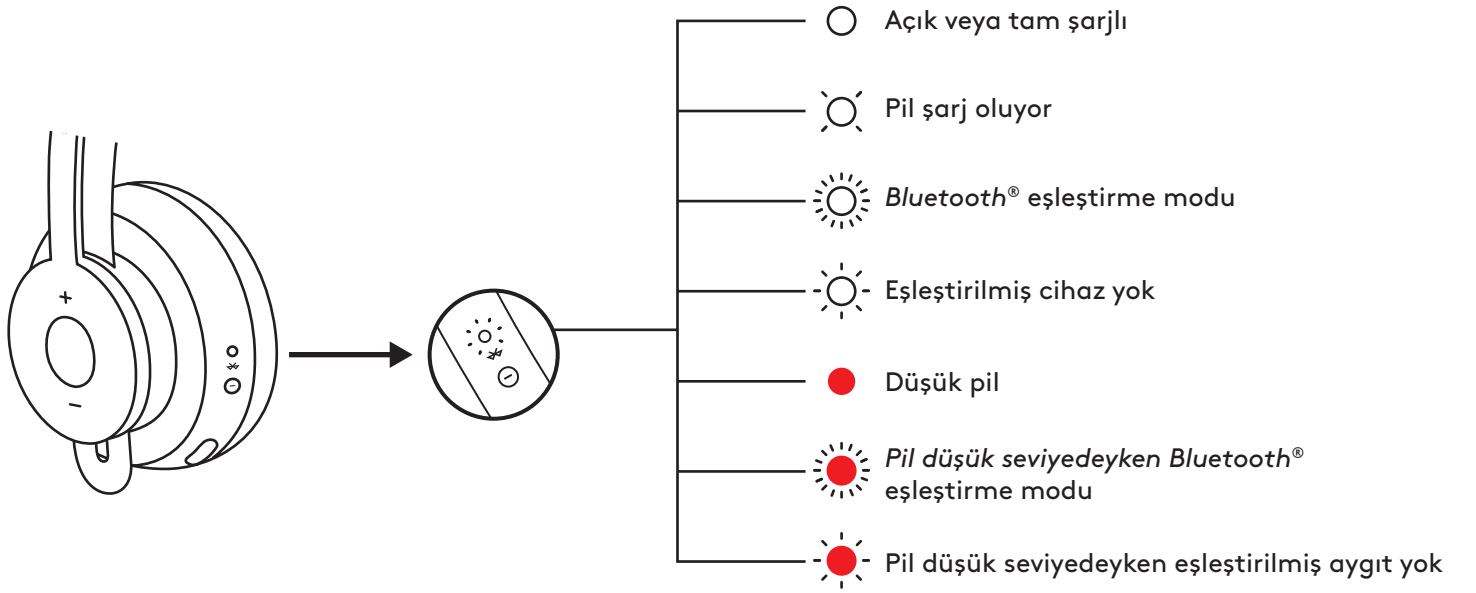 Açık veya tam şarjlı
Pil şarj oluyor
Bluetooth® eşleştirme modu
Eşleştirilmiş cihaz yok
Düşük pil
Pil düşük seviyedeyken Bluetooth®
eşleştirme modu
Pil düşük seviyedeyken eşleştirilmiş aygıt yok